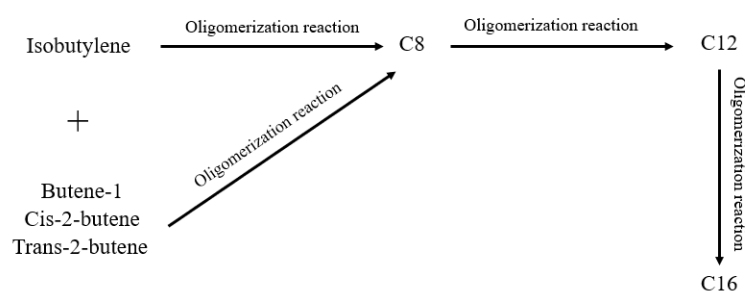 Isobutylene
Oligomerization reaction
C8
Oligomerization reaction
C12
+
Oligomerization reaction
Oligomerization reaction
Butene-1
Cis-2-butene
Trans-2-butene
C16